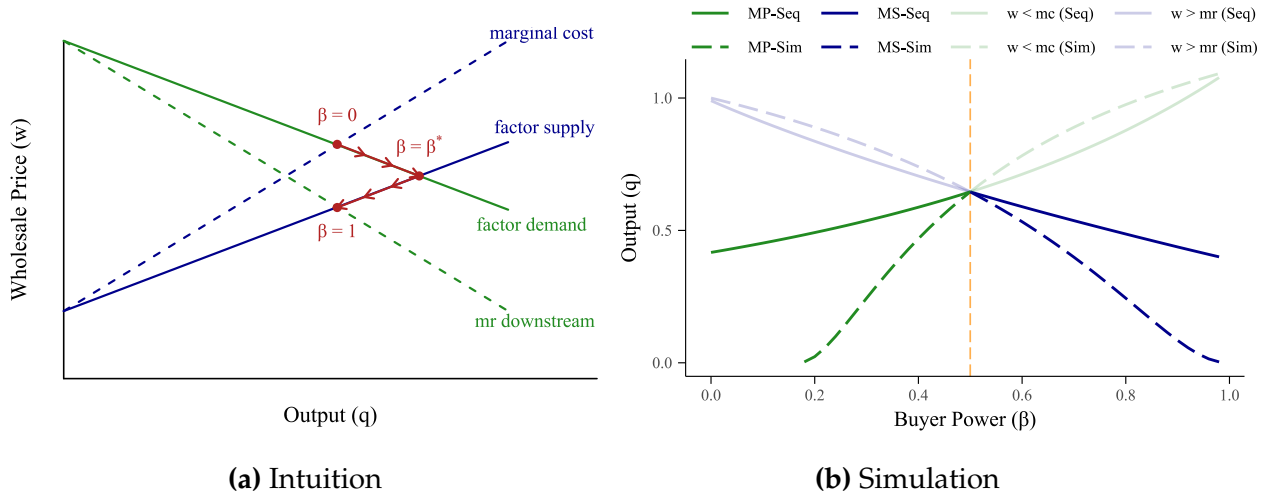 MP-Seq MS-Seq w < mc (Seq) w > mr (Seq)
MP-Sim MS-Sim w < mc (Sim) w > mr (Sim)
marginal cost
β = 0
factor supply
β = β*
β = 1
factor demand
mr downstream
Wholesale Price (w)
Output (q)
1.0
0.5
0.0
Output (q)
0.0 0.2 0.4 0.6 0.8 1.0
Buyer Power (β)
(a) Intuition
(b) Simulation